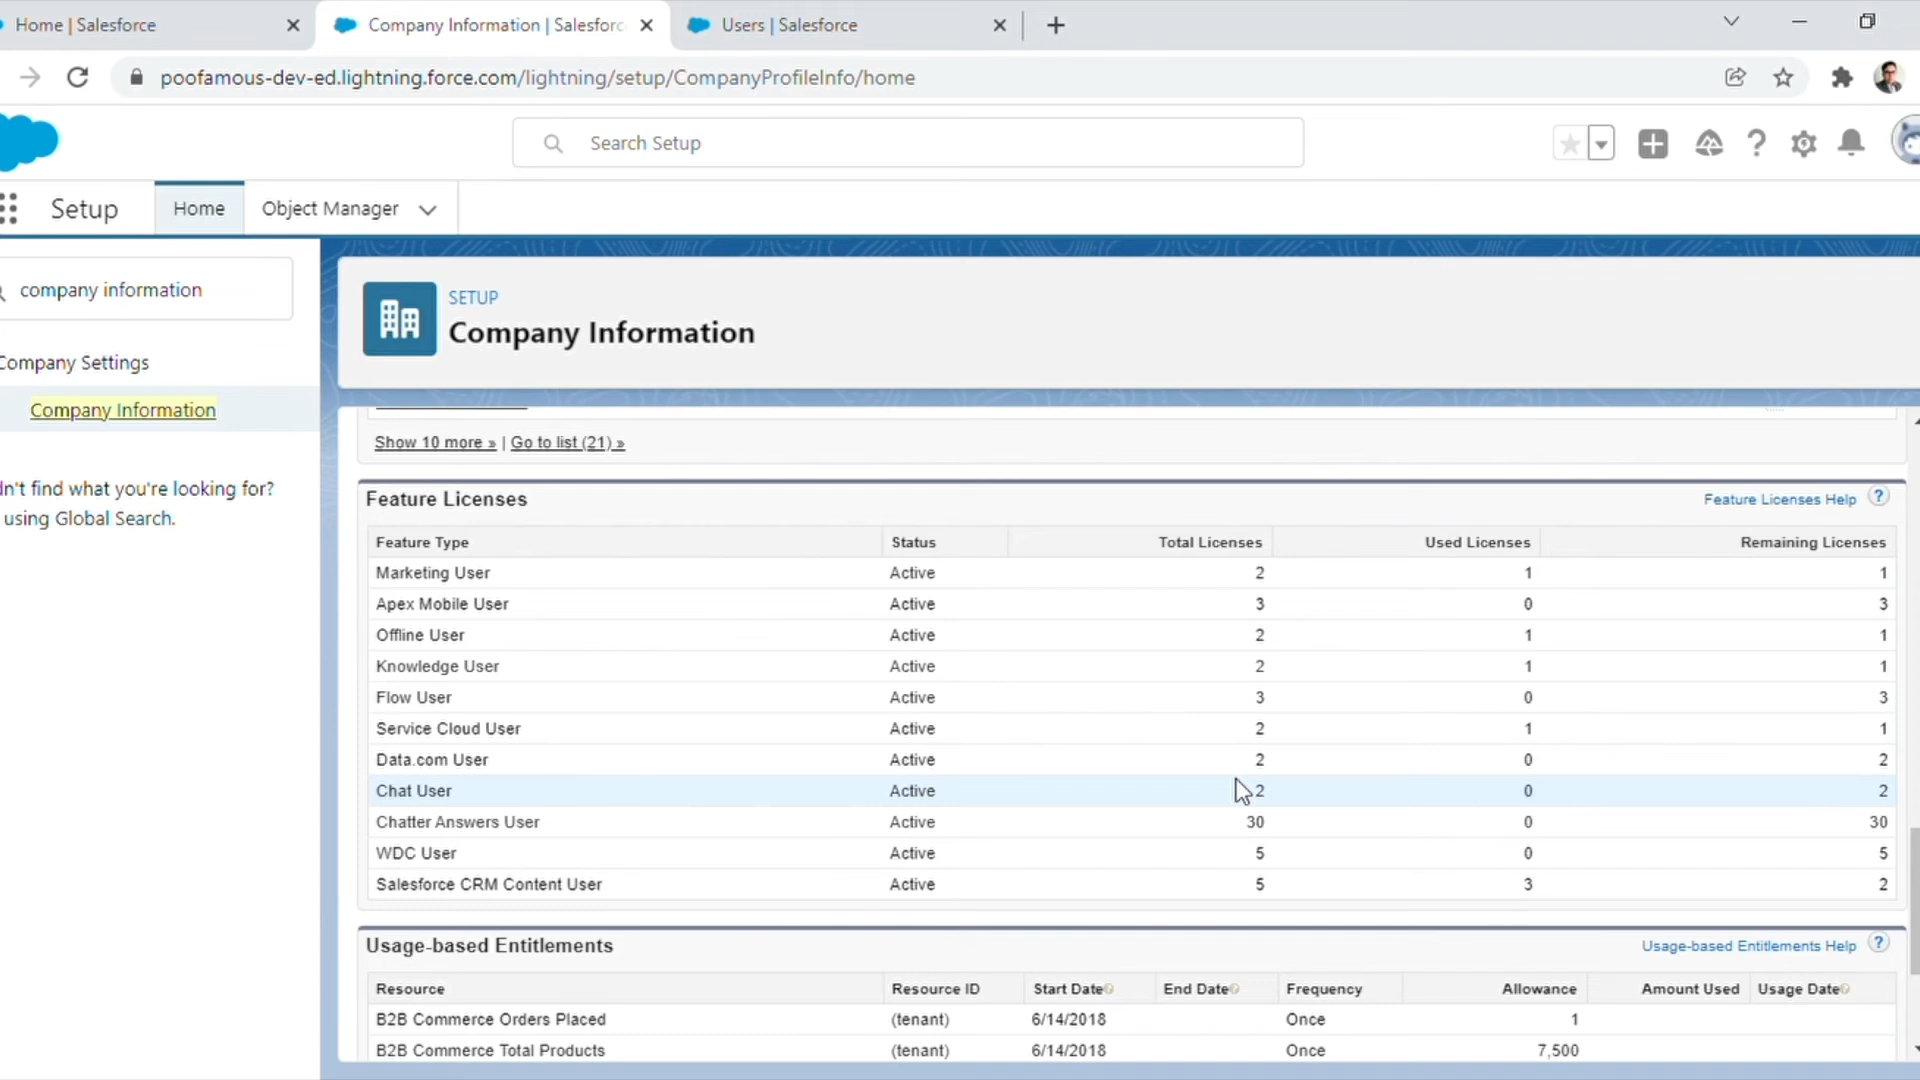 Home | Salesforce
Company Information | Salesforc
Users | Salesforce
poofamous-dev-ed.lightning.force.com/lightning/setup/CompanyProfileInfo/home
Search Setup
Setup
Home
Object Manager
company information
Company Settings
Company Information
dn't find what you're looking for?
using Global Search.
SETUP
Company Information
Show 10 more » | Go to list (21) »
Feature Licenses
Feature Licenses Help ?
Feature Type Status Total Licenses Used Licenses Remaining Licenses
Marketing User Active 2 1 1
Apex Mobile User Active 3 0 3
Offline User Active 2 1 1
Knowledge User Active 2 1 1
Flow User Active 3 0 3
Service Cloud User Active 2 1 1
Data.com User Active 2 0 2
Chat User Active 2 0 2
Chatter Answers User Active 30 0 30
WDC User Active 5 0 5
Salesforce CRM Content User Active 5 3 2
Usage-based Entitlements
Usage-based Entitlements Help ?
Resource Resource ID Start Date End Date Frequency Allowance Amount Used Usage Date
B2B Commerce Orders Placed (tenant) 6/14/2018 Once 1
B2B Commerce Total Products (tenant) 6/14/2018 Once 7,500